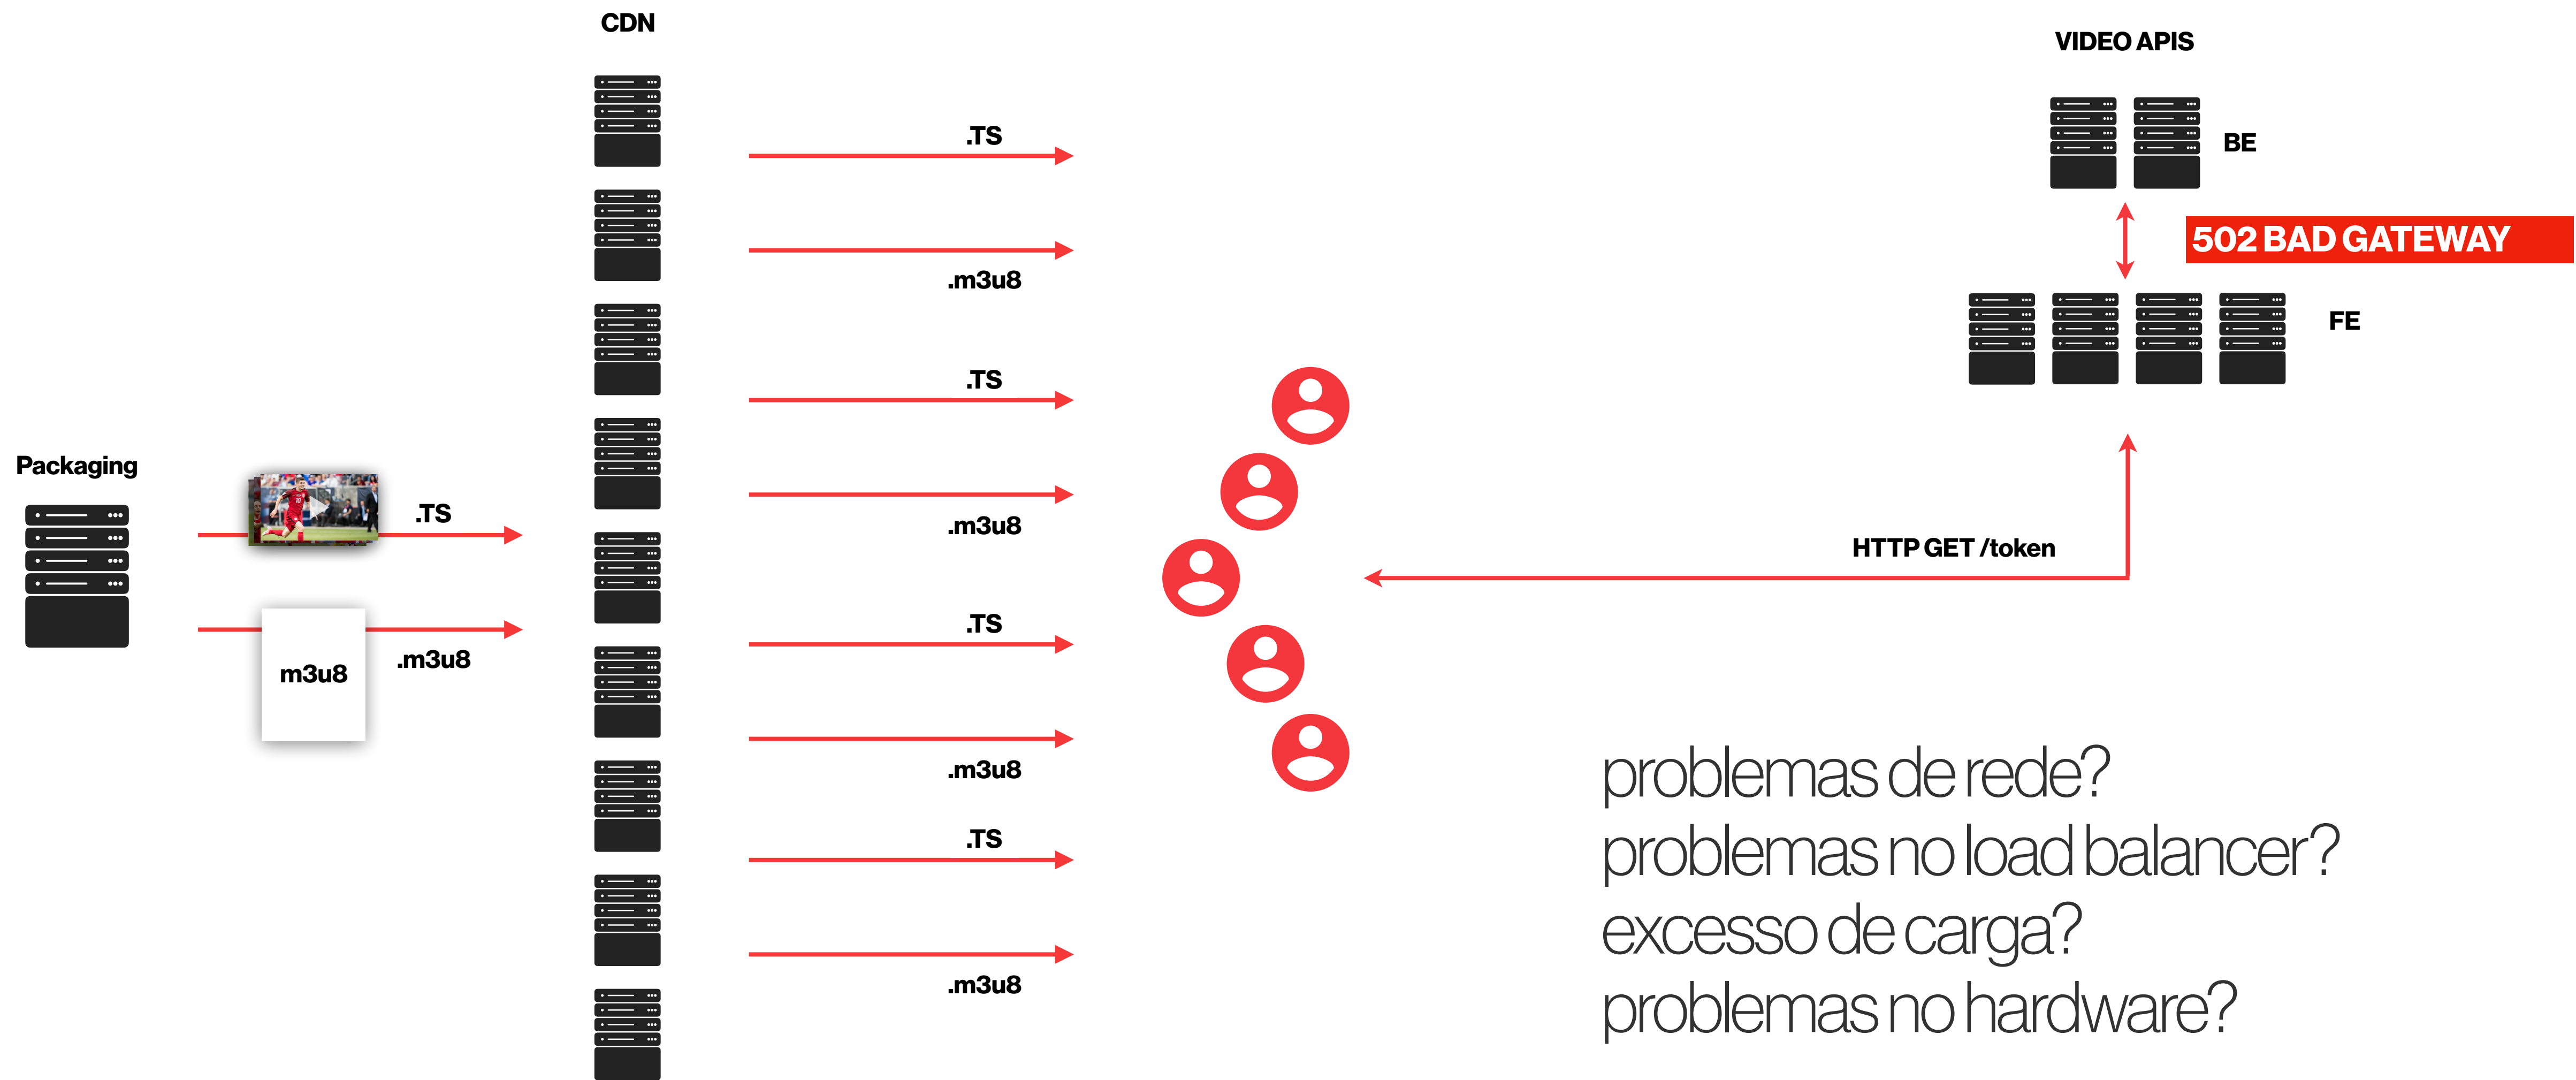 CDN
VIDEO APIS
.TS
BE
502 BAD GATEWAY
.m3u8
FE
.TS
Packaging
.TS
.m3u8
HTTP GET /token
.TS
.m3u8
m3u8
.m3u8
problemas de rede?
.TS
problemas no load balancer?
excesso de carga?
.m3u8
problemas no hardware?